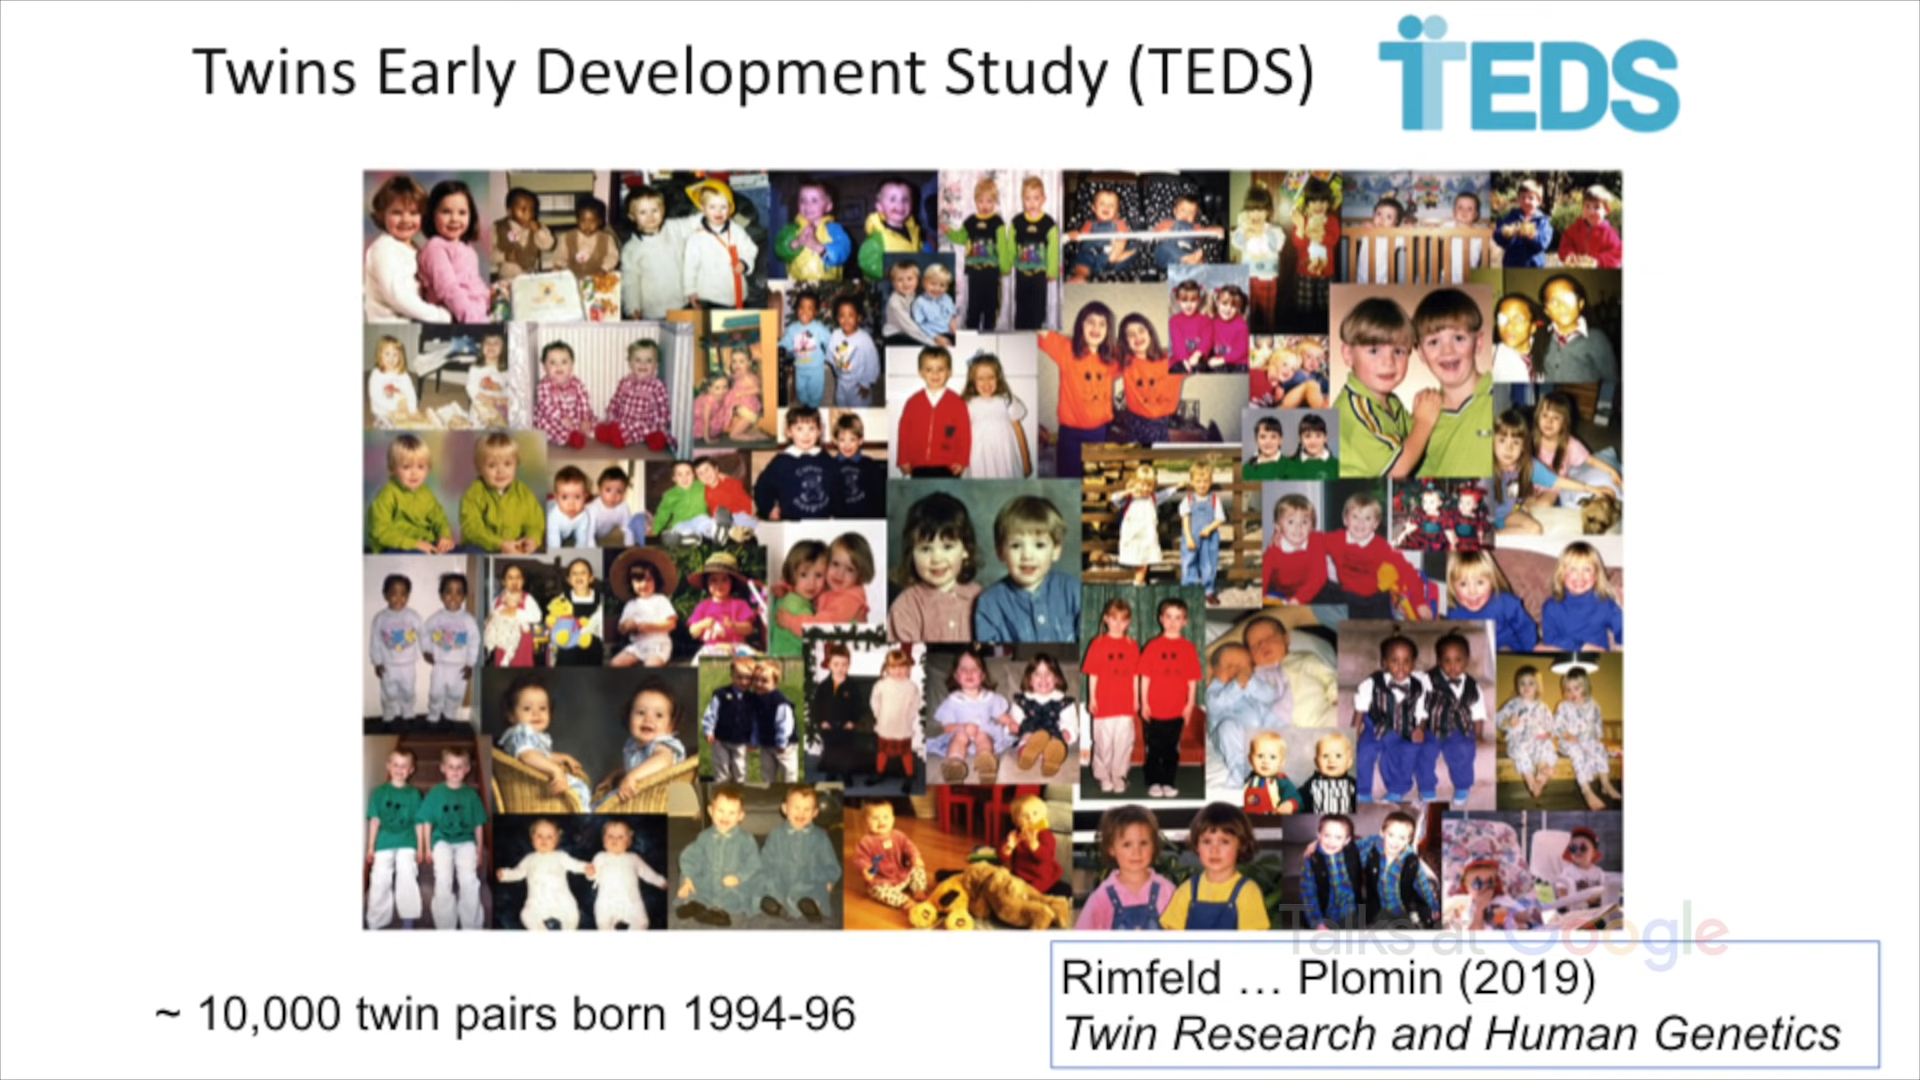 Twins Early Development Study (TEDS)
TEDS
Talks at Google
~ 10,000 twin pairs born 1994-96
Rimfeld … Plomin (2019)
Twin Research and Human Genetics